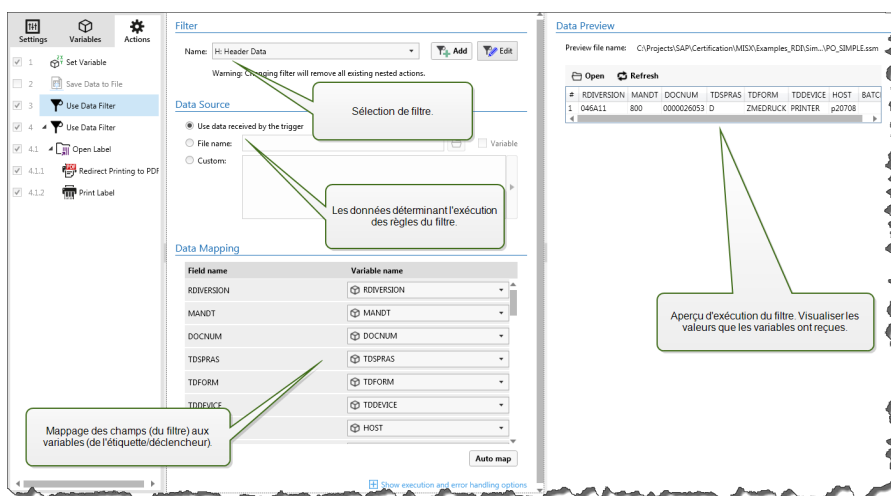 Settings
Variables
Actions
1 Set Variable
2 Save Data to File
3 Use Data Filter
4 Use Data Filter
4.1 Open Label
4.1.1 Redirect Printing to PDF
4.1.2 Print Label
Filter
Name: H: Header Data
Add
Edit
Warning: Changing filter will remove all existing nested actions.
Sélection de filtre.
Data Source
Use data received by the trigger
File name:
Variable
Custom:
Les données déterminant l'exécution
des règles du filtre.
Data Mapping
Field name Variable name
RDIVERSION RDIVERSION
MANDT MANDT
DOCNUM DOCNUM
TDSPRAS TDSPRAS
TDFORM TDFORM
TDDEVICE TDDEVICE
HOST
Mappage des champs (du filtre) aux
variables (de l'étiquette/déclencheur).
Auto map
Show execution and error handling options
Data Preview
Preview file name: C:\Projects\SAP\Certification\MISX\Examples_RDI\Sim...\PO_SIMPLE.ssm
Open Refresh
# RDIVERSION MANDT DOCNUM TDSPRAS TDFORM TDDEVICE HOST BATC
1 046A11 800 0000026053 D ZMEDRUCK PRINTER p20708
Aperçu d'exécution du filtre. Visualiser les
valeurs que les variables ont reçues.